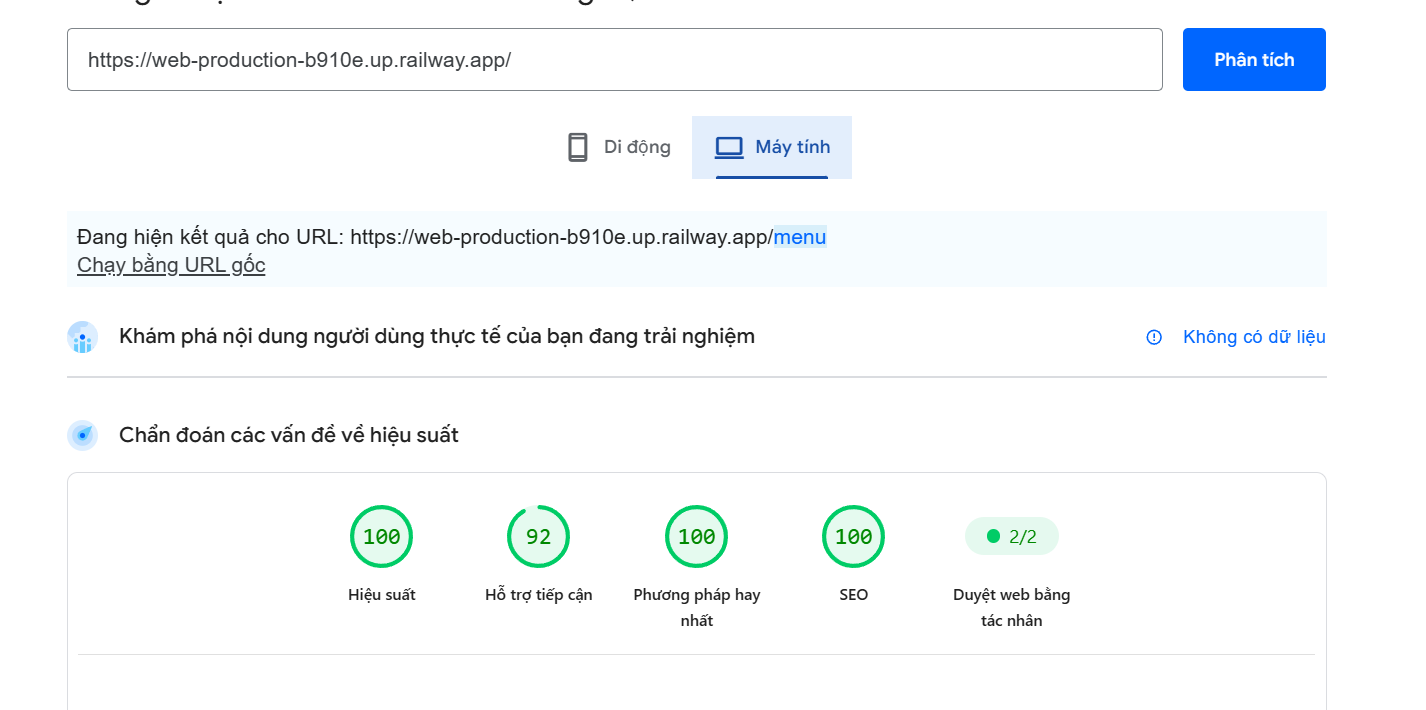 https://web-production-b910e.up.railway.app/
Phân tích
Di động
Máy tính
Đang hiện kết quả cho URL: https://web-production-b910e.up.railway.app/menu
Chạy bằng URL gốc
Khám phá nội dung người dùng thực tế của bạn đang trải nghiệm
Không có dữ liệu
Chẩn đoán các vấn đề về hiệu suất
100
92
100
100
2/2
Hiệu suất
Hỗ trợ tiếp cận
Phương pháp hay
nhất
SEO
Duyệt web bằng
tác nhân